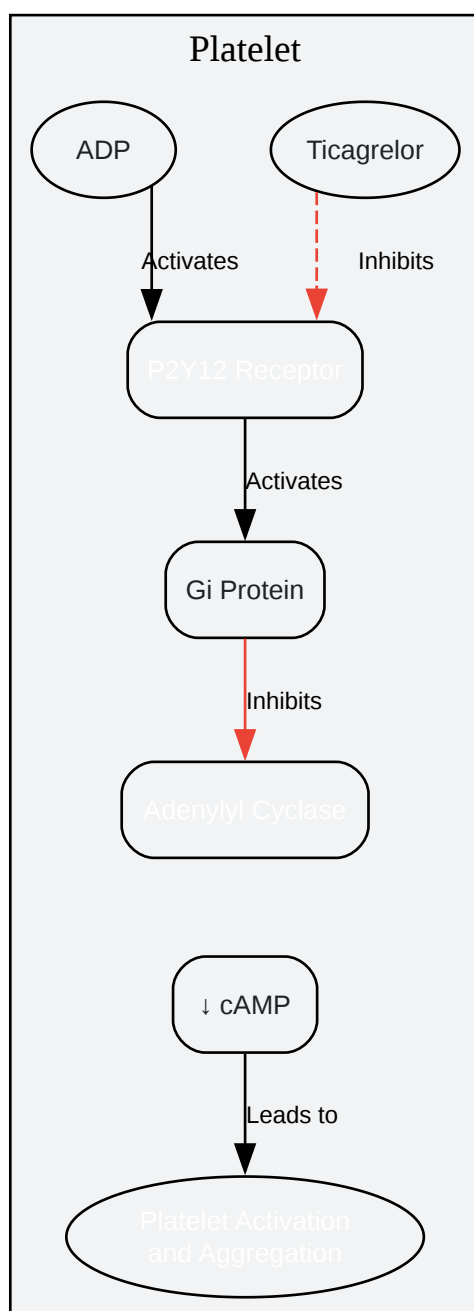 Platelet
ADP
Ticagrelor
Activates
Inhibits
P2Y12 Receptor
Activates
Gi Protein
Inhibits
Adenylyl Cyclase
↓ cAMP
Leads to
Platelet Activation
and Aggregation